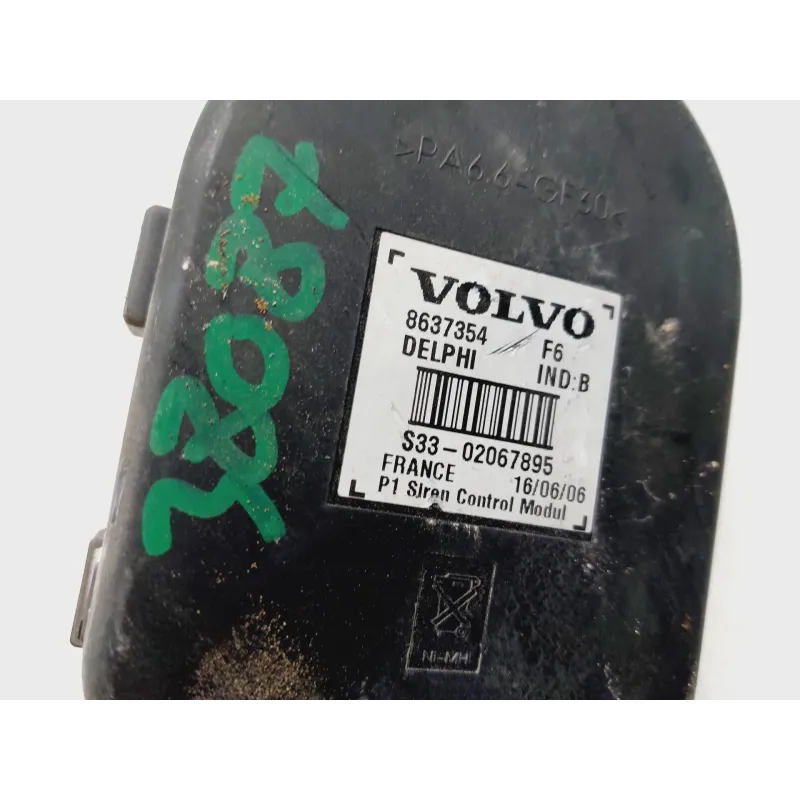 >PA6.6-GF30<
38087
VOLVO
8637354 F6
DELPHI IND:B
S33-02067895
FRANCE 16/06/06
P1 Siren Control Modul
Ni-MH